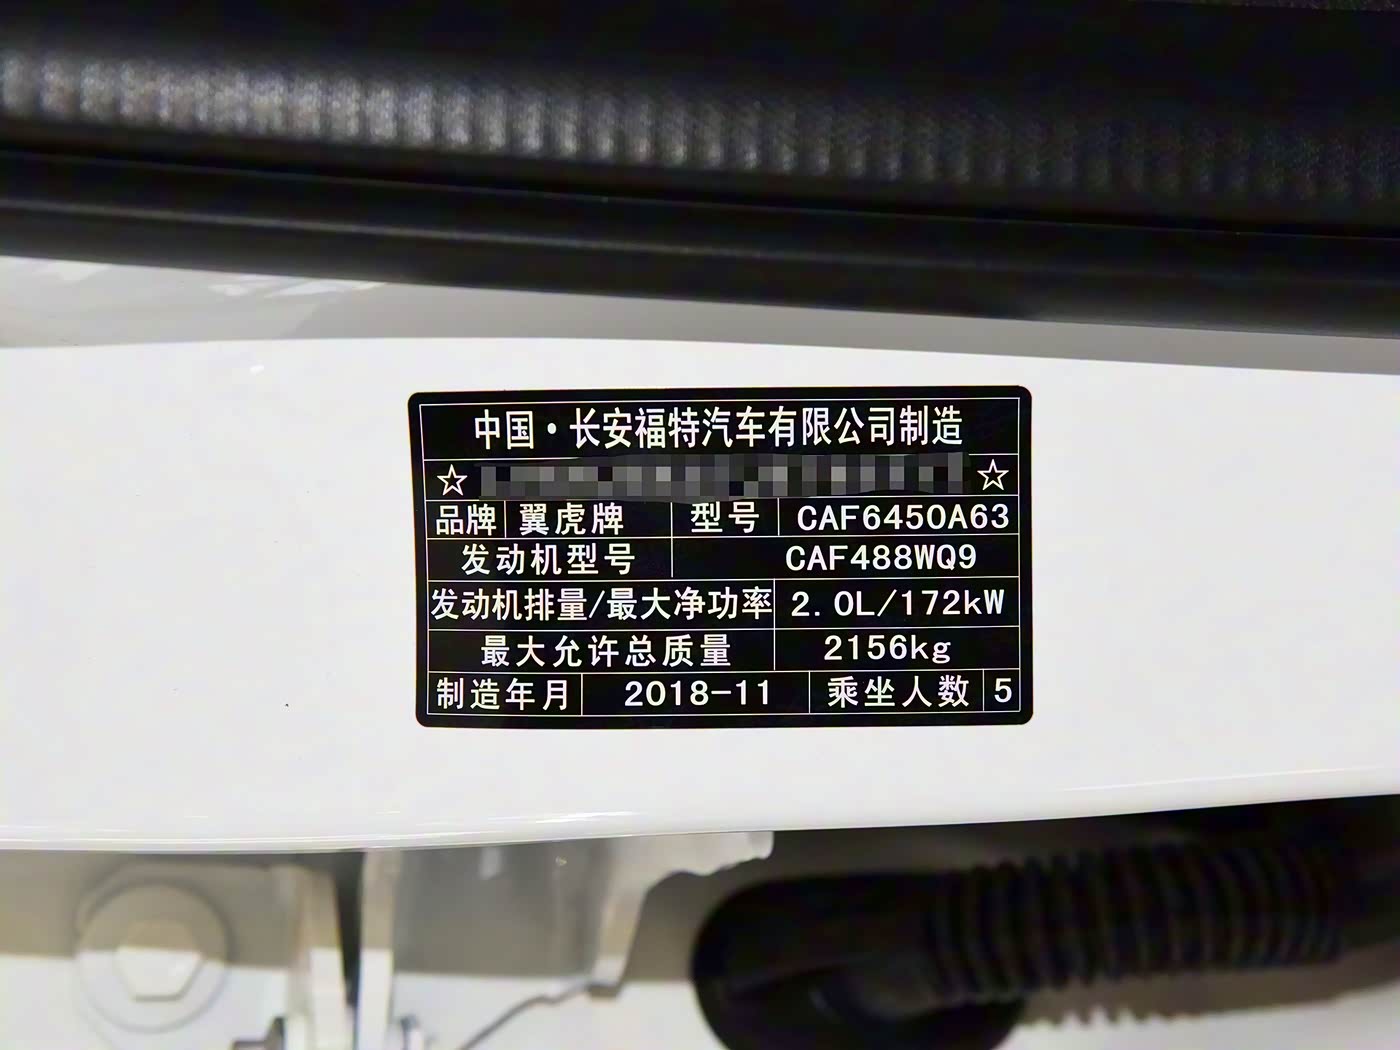 中国·长安福特汽车有限公司制造
☆ ☆
品牌 翼虎牌 型号 CAF6450A63
发动机型号 CAF488WQ9
发动机排量/最大净功率 2.0L/172kW
最大允许总质量 2156kg
制造年月 2018-11 乘坐人数 5